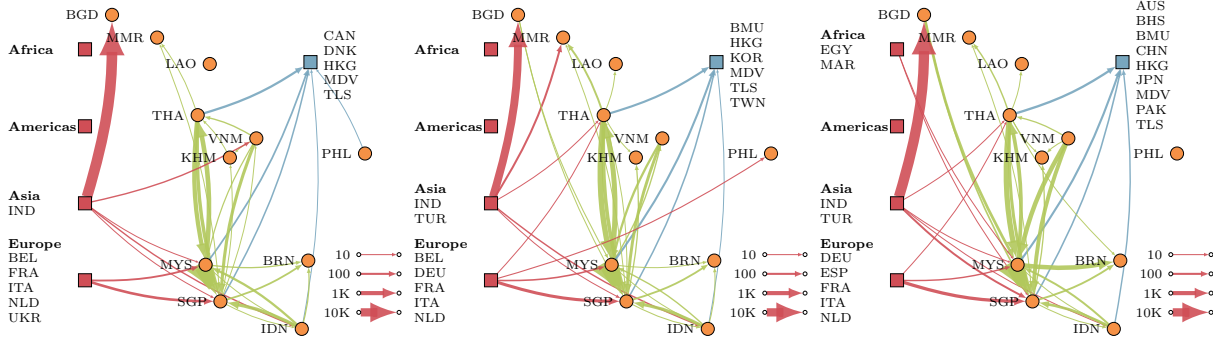 BGD
MMR
Africa
LAO
CAN
DNK
HKG
MDV
TLS
THA
Americas
VNM
KHM
PHL
Asia
IND
Europe
BEL
FRA
ITA
NLD
UKR
MYS
BRN
SGP
IDN
10
100
1K
10K
BGD
MMR
Africa
LAO
BMU
HKG
KOR
MDV
TLS
TWN
THA
Americas
VNM
KHM
PHL
Asia
IND
TUR
Europe
BEL
DEU
FRA
ITA
NLD
MYS
BRN
SGP
IDN
10
100
1K
10K
BGD
MMR
Africa
EGY
MAR
LAO
AUS
BHS
BMU
CHN
HKG
JPN
MDV
PAK
TLS
THA
Americas
VNM
KHM
PHL
Asia
IND
TUR
Europe
DEU
ESP
FRA
ITA
NLD
MYS
BRN
SGP
IDN
10
100
1K
10K